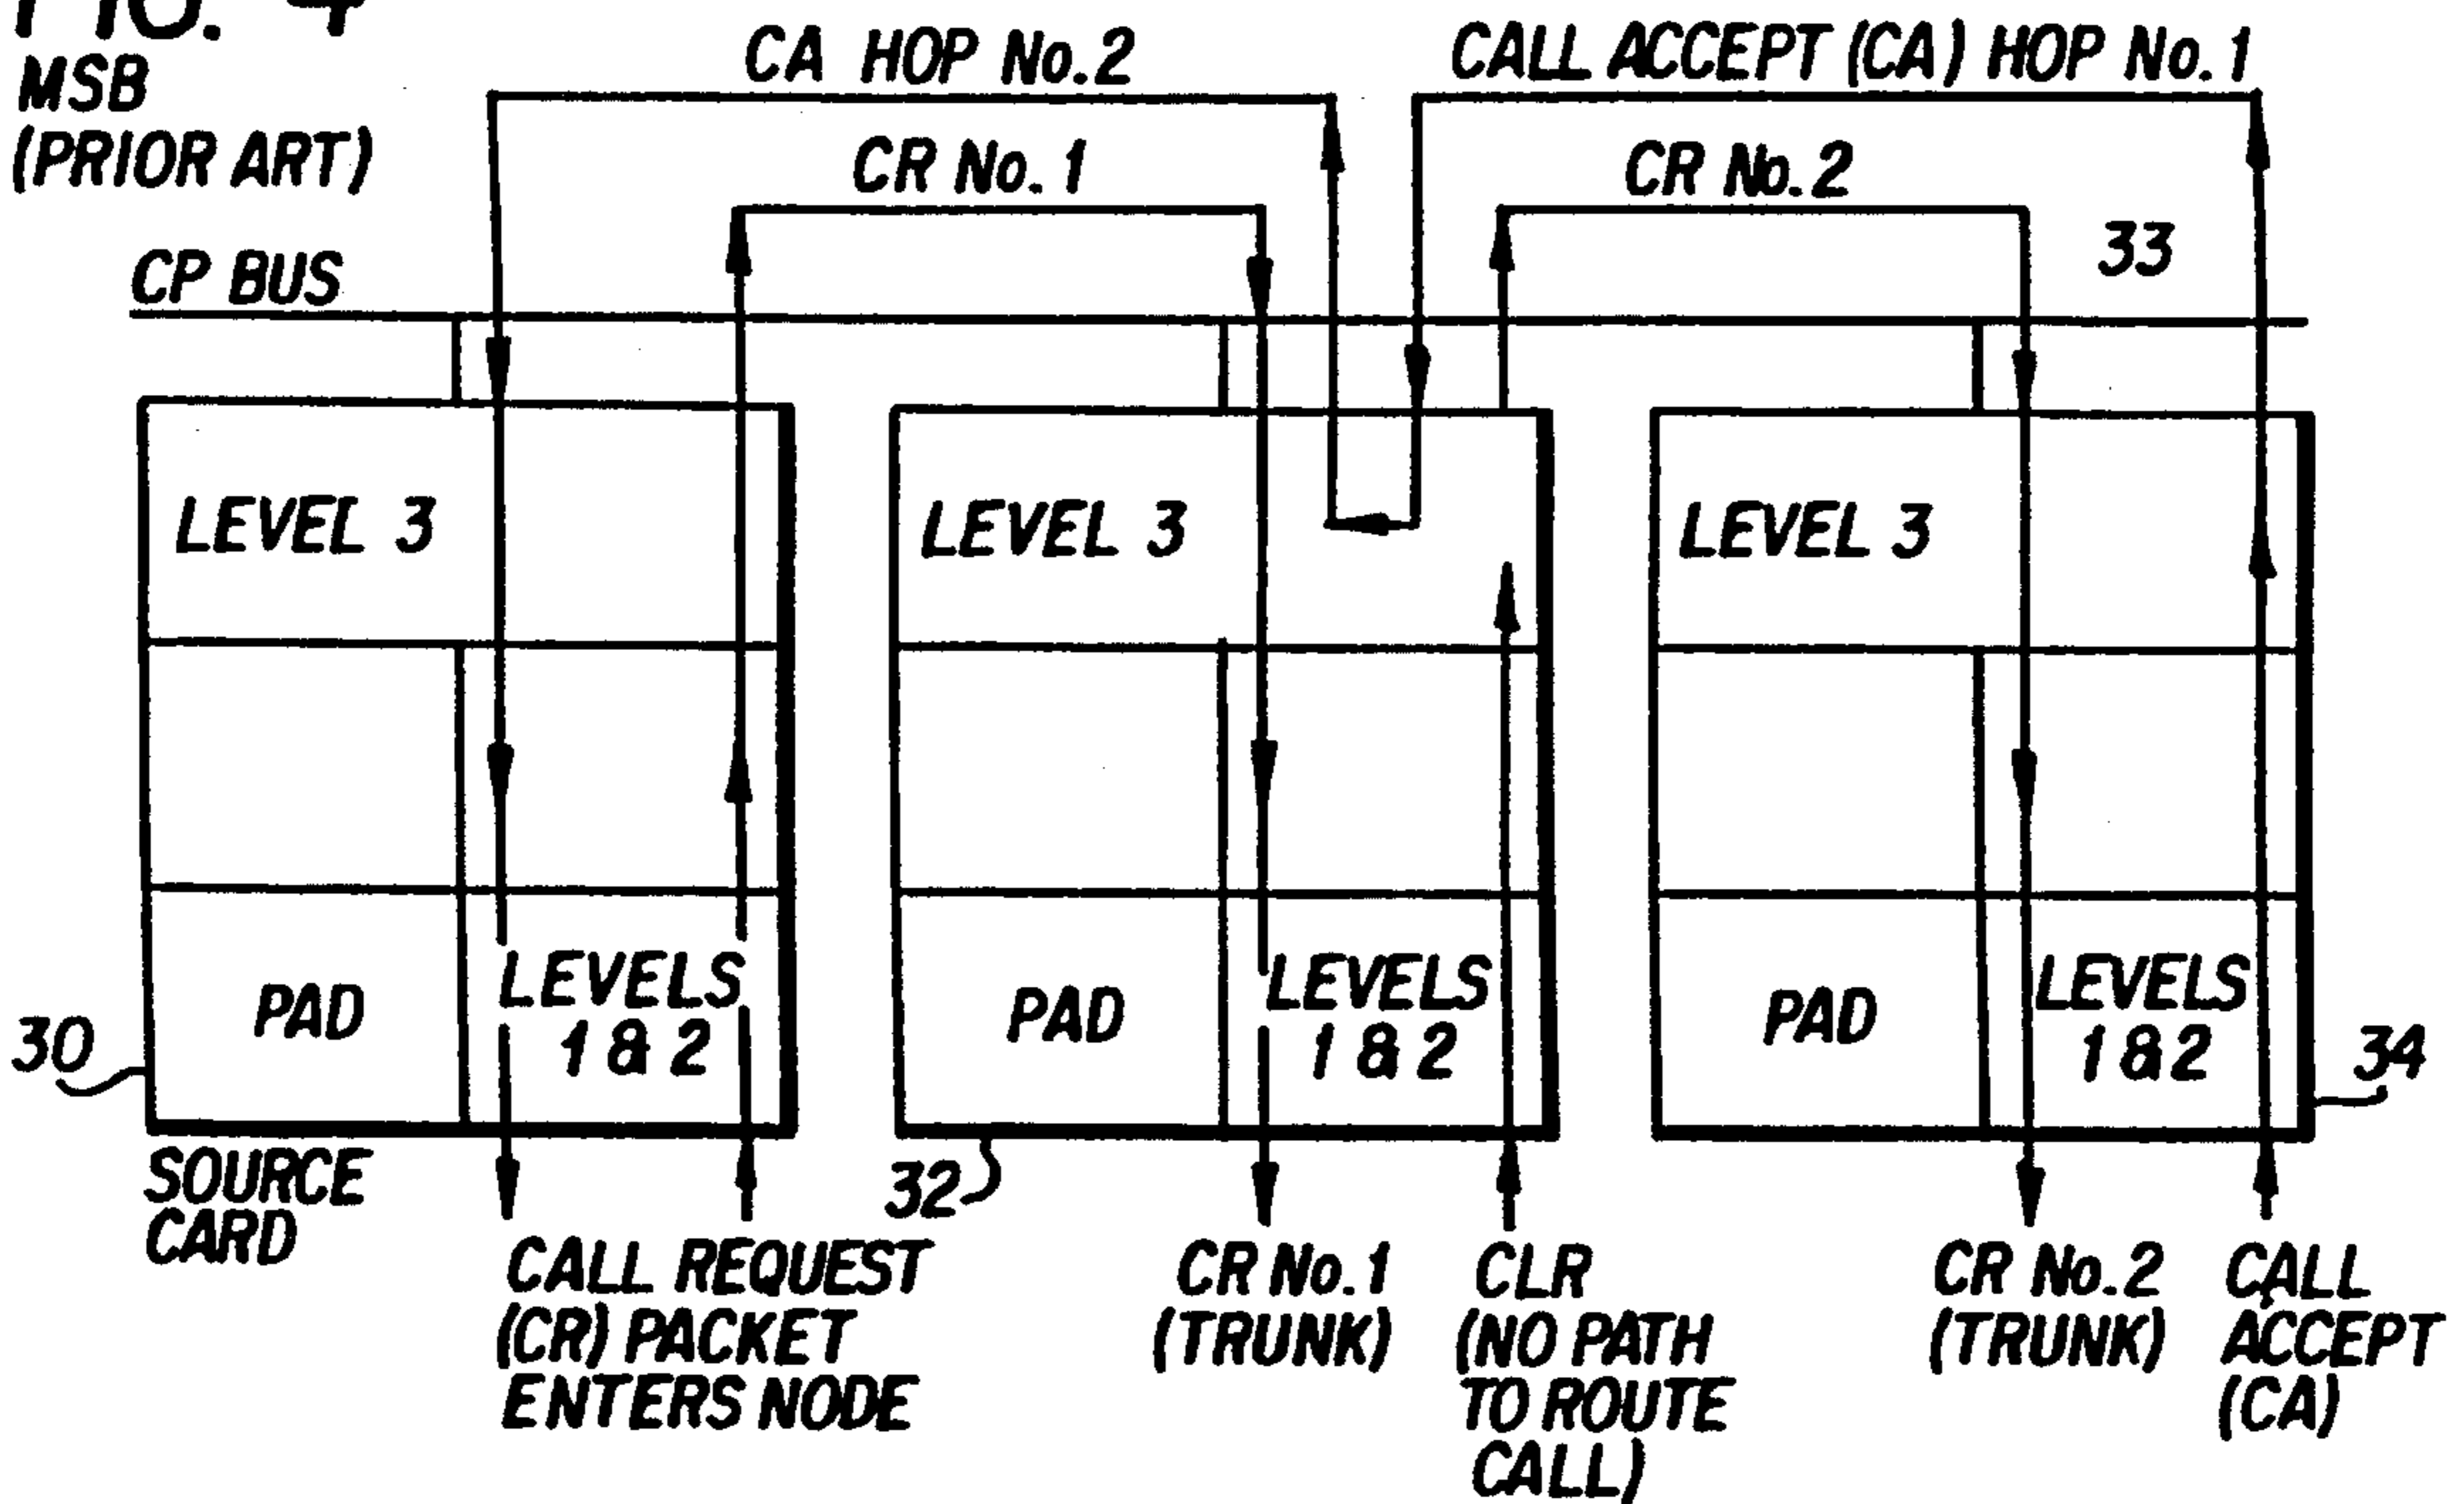 FIG. 4
MSB
(PRIOR ART)
CA HOP No. 2
CALL ACCEPT (CA) HOP No. 1
CR No. 1
CR No. 2
33
CP BUS
LEVEL 3
LEVEL 3
LEVEL 3
PAD
LEVELS
1 & 2
PAD
LEVELS
1 & 2
PAD
LEVELS
1 & 2
30
32
34
SOURCE
CARD
CALL REQUEST
(CR) PACKET
ENTERS NODE
CR No. 1
(TRUNK)
CLR
(NO PATH
TO ROUTE
CALL)
CR No. 2
(TRUNK)
CALL
ACCEPT
(CA)